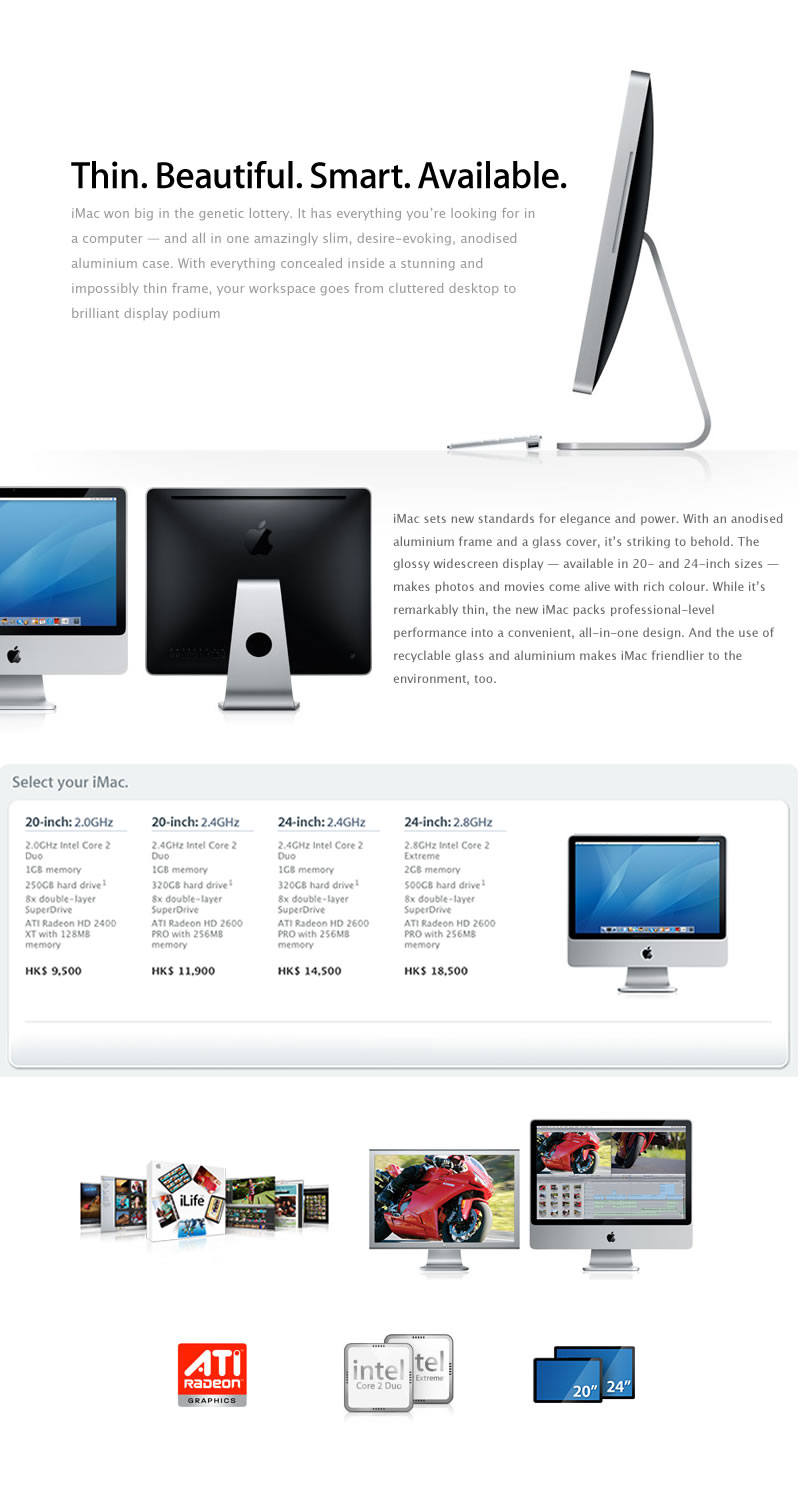 Thin. Beautiful. Smart. Available.
iMac won big in the genetic lottery. It has everything you're looking for in
a computer — and all in one amazingly slim, desire-evoking, anodised
aluminium case. With everything concealed inside a stunning and
impossibly thin frame, your workspace goes from cluttered desktop to
brilliant display podium
iMac sets new standards for elegance and power. With an anodised
aluminium frame and a glass cover, it's striking to behold. The
glossy widescreen display — available in 20- and 24-inch sizes —
makes photos and movies come alive with rich colour. While it's
remarkably thin, the new iMac packs professional-level
performance into a convenient, all-in-one design. And the use of
recyclable glass and aluminium makes iMac friendlier to the
environment, too.
Select your iMac.
20-inch: 2.0GHz
2.0GHz Intel Core 2
Duo
1GB memory
250GB hard drive1
8x double-layer
SuperDrive
ATI Radeon HD 2400
XT with 128MB
memory
HK$ 9,500
20-inch: 2.4GHz
2.4GHz Intel Core 2
Duo
1GB memory
320GB hard drive1
8x double-layer
SuperDrive
ATI Radeon HD 2600
PRO with 256MB
memory
HK$ 11,900
24-inch: 2.4GHz
2.4GHz Intel Core 2
Duo
1GB memory
320GB hard drive1
8x double-layer
SuperDrive
ATI Radeon HD 2600
PRO with 256MB
memory
HK$ 14,500
24-inch: 2.8GHz
2.8GHz Intel Core 2
Extreme
2GB memory
500GB hard drive1
8x double-layer
SuperDrive
ATI Radeon HD 2600
PRO with 256MB
memory
HK$ 18,500
iLife
ATI
RADEON
GRAPHICS
intel
Core 2 Duo
tel
Extreme
20"
24"